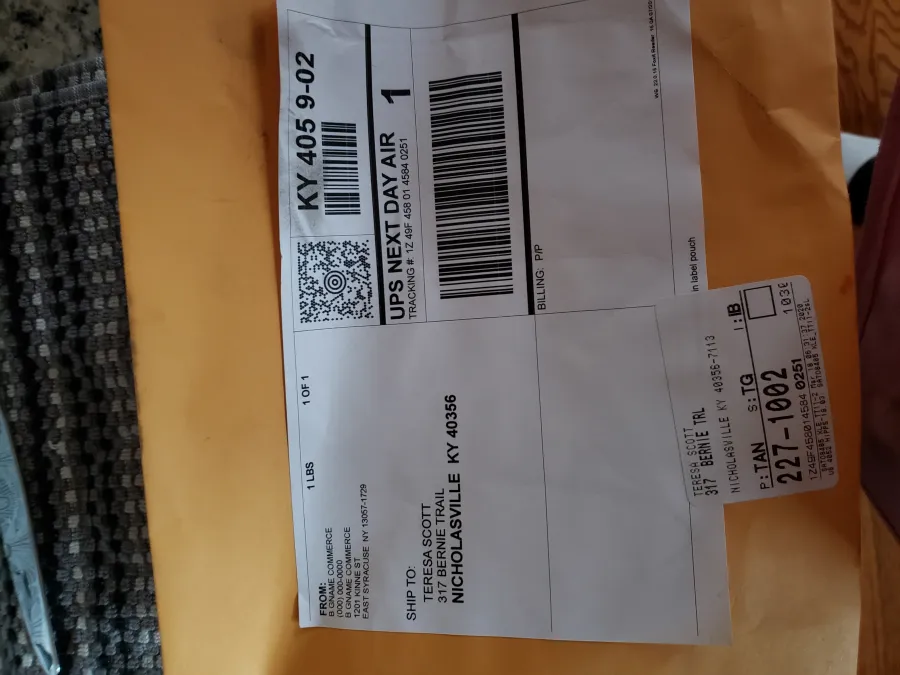 FROM:
B GNAME COMMERCE
(000) 000-0000
B GNAME COMMERCE
1201 KINNE ST
EAST SYRACUSE NY 13057-1729
1 LBS
1 OF 1
SHIP TO:
TERESA SCOTT
317 BERNIE TRAIL
NICHOLASVILLE KY 40356
KY 405 9-02
UPS NEXT DAY AIR
1
TRACKING #: 1Z 49F 458 01 4584 0251
BILLING: P/P
in label pouch
TERESA SCOTT
317 BERNIE TRL
NICHOLASVILLE KY 40356-7113
P: TAN S: TG I: IB
227-1002
1030
1Z49F458014584 0251